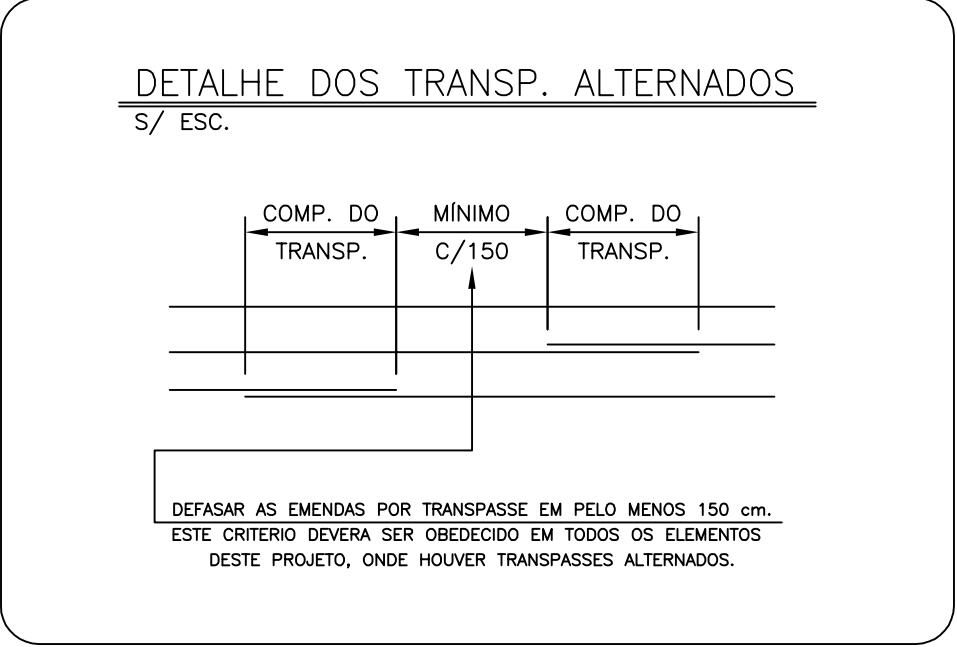 DETALHE DOS TRANSP. ALTERNADOS
S/ ESC.
COMP. DO MÍNIMO COMP. DO
TRANSP. C/150 TRANSP.
DEFASAR AS EMENDAS POR TRANSPASSE EM PELO MENOS 150 cm.
ESTE CRITERIO DEVERA SER OBEDECIDO EM TODOS OS ELEMENTOS
DESTE PROJETO, ONDE HOUVER TRANSPASSES ALTERNADOS.